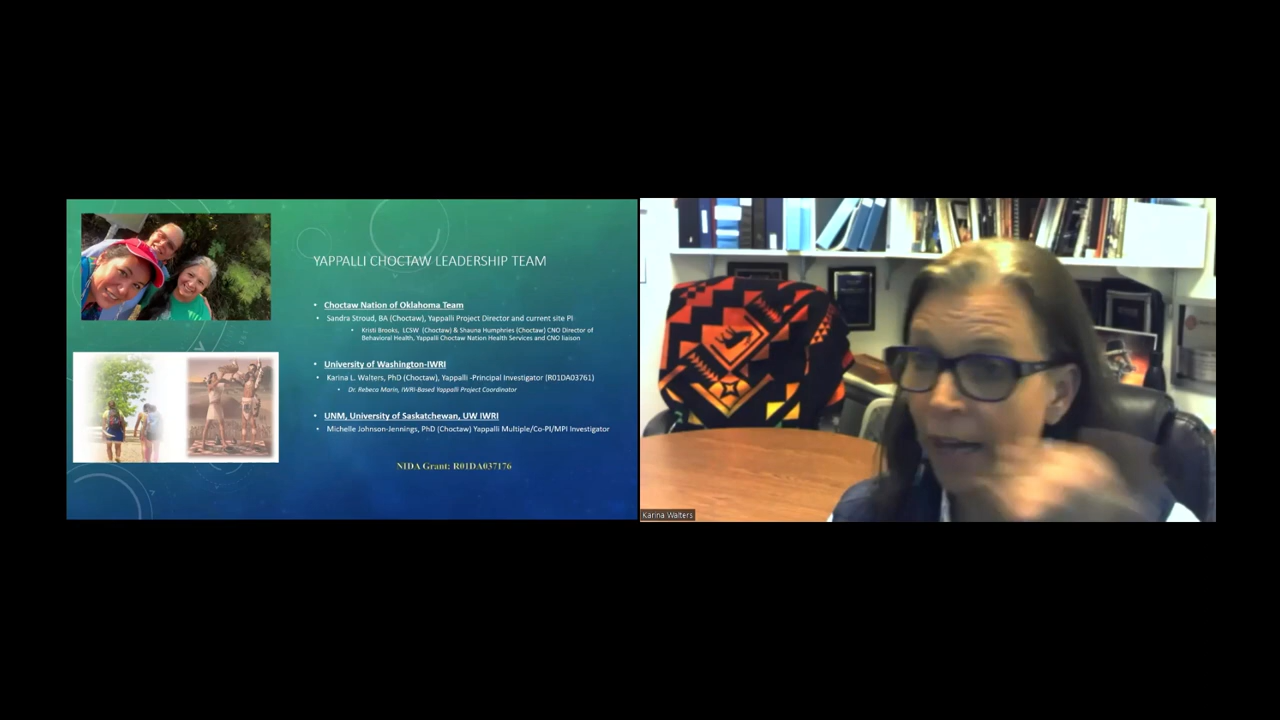 YAPPALLI CHOCTAW LEADERSHIP TEAM
• Choctaw Nation of Oklahoma Team
• Sandra Stroud, BA (Choctaw), Yappalli Project Director and current site PI
• Kristi Brooks, LCSW (Choctaw) & Shauna Humphries (Choctaw) CNO Director of
Behavioral Health, Yappalli Choctaw Nation Health Services and CNO liaison
• University of Washington-IWRI
• Karina L. Walters, PhD (Choctaw), Yappalli -Principal Investigator (R01DA03761)
• Dr. Rebeca Marin, IWRI-Based Yappalli Project Coordinator
• UNM, University of Saskatchewan, UW IWRI
• Michelle Johnson-Jennings, PhD (Choctaw) Yappalli Multiple/Co-PI/MPI Investigator
NIDA Grant: R01DA037176
Karina Walters